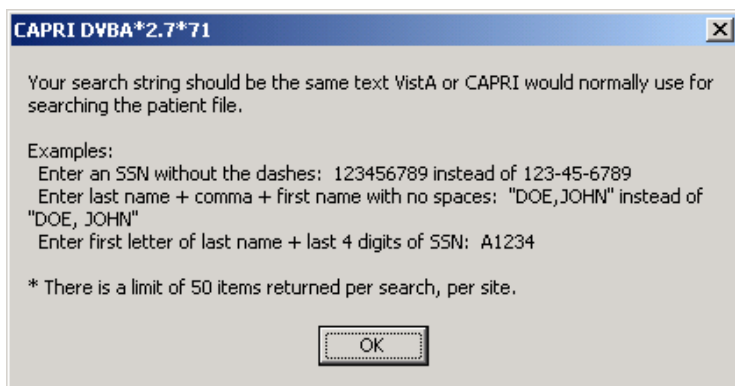 CAPRI DVBA*2.7*71
Your search string should be the same text VistA or CAPRI would normally use for
searching the patient file.
Examples:
Enter an SSN without the dashes: 123456789 instead of 123-45-6789
Enter last name + comma + first name with no spaces: "DOE,JOHN" instead of
"DOE, JOHN"
Enter first letter of last name + last 4 digits of SSN: A1234
* There is a limit of 50 items returned per search, per site.
OK